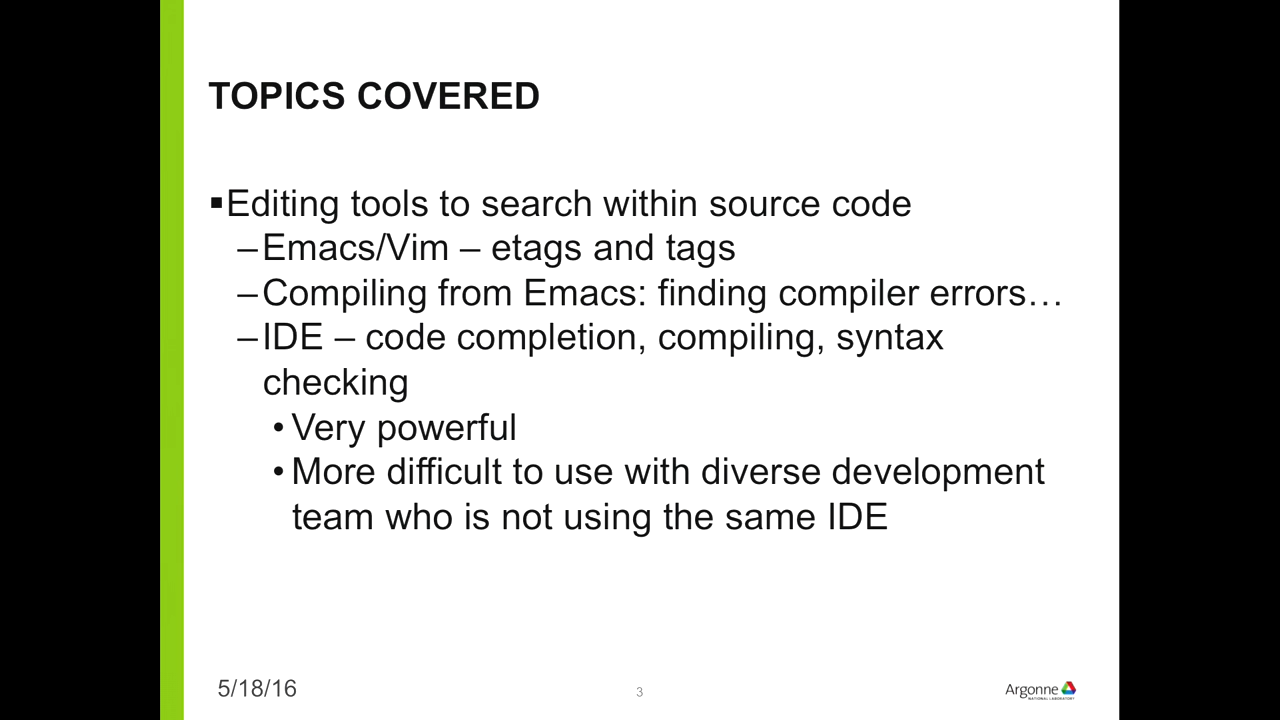 TOPICS COVERED
▪Editing tools to search within source code
–Emacs/Vim – etags and tags
–Compiling from Emacs: finding compiler errors…
–IDE – code completion, compiling, syntax
checking
•Very powerful
•More difficult to use with diverse development
team who is not using the same IDE
5/18/16
3
Argonne
NATIONAL LABORATORY